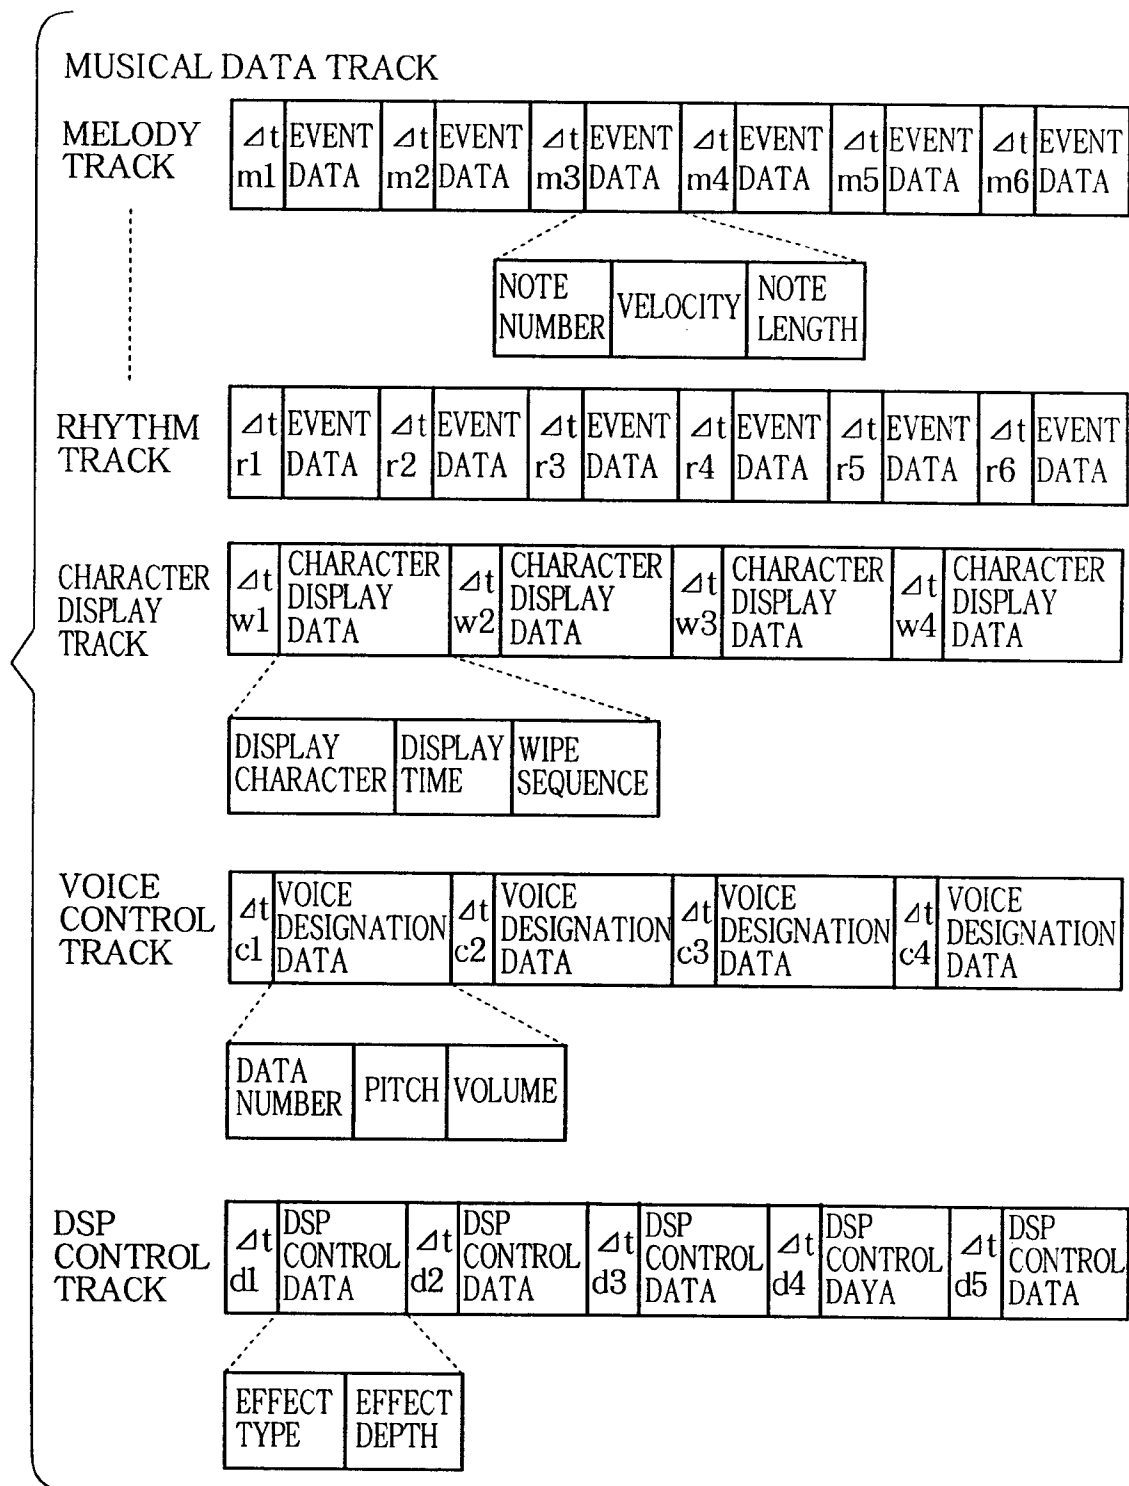 MUSICAL DATA TRACK
MELODY
TRACK
⊿t EVENT ⊿t EVENT ⊿t EVENT ⊿t EVENT ⊿t EVENT ⊿t EVENT
m1 DATA m2 DATA m3 DATA m4 DATA m5 DATA m6 DATA
NOTE
NUMBER
VELOCITY
NOTE
LENGTH
RHYTHM
TRACK
⊿t EVENT ⊿t EVENT ⊿t EVENT ⊿t EVENT ⊿t EVENT ⊿t EVENT
r1 DATA r2 DATA r3 DATA r4 DATA r5 DATA r6 DATA
CHARACTER
DISPLAY
TRACK
⊿t
w1
CHARACTER
DISPLAY
DATA
⊿t
w2
CHARACTER
DISPLAY
DATA
⊿t
w3
CHARACTER
DISPLAY
DATA
⊿t
w4
CHARACTER
DISPLAY
DATA
DISPLAY
CHARACTER
DISPLAY
TIME
WIPE
SEQUENCE
VOICE
CONTROL
TRACK
⊿t
c1
VOICE
DESIGNATION
DATA
⊿t
c2
VOICE
DESIGNATION
DATA
⊿t
c3
VOICE
DESIGNATION
DATA
⊿t
c4
VOICE
DESIGNATION
DATA
DATA
NUMBER
PITCH
VOLUME
DSP
CONTROL
TRACK
⊿t
d1
DSP
CONTROL
DATA
⊿t
d2
DSP
CONTROL
DATA
⊿t
d3
DSP
CONTROL
DATA
⊿t
d4
DSP
CONTROL
DAYA
⊿t
d5
DSP
CONTROL
DATA
EFFECT
TYPE
EFFECT
DEPTH